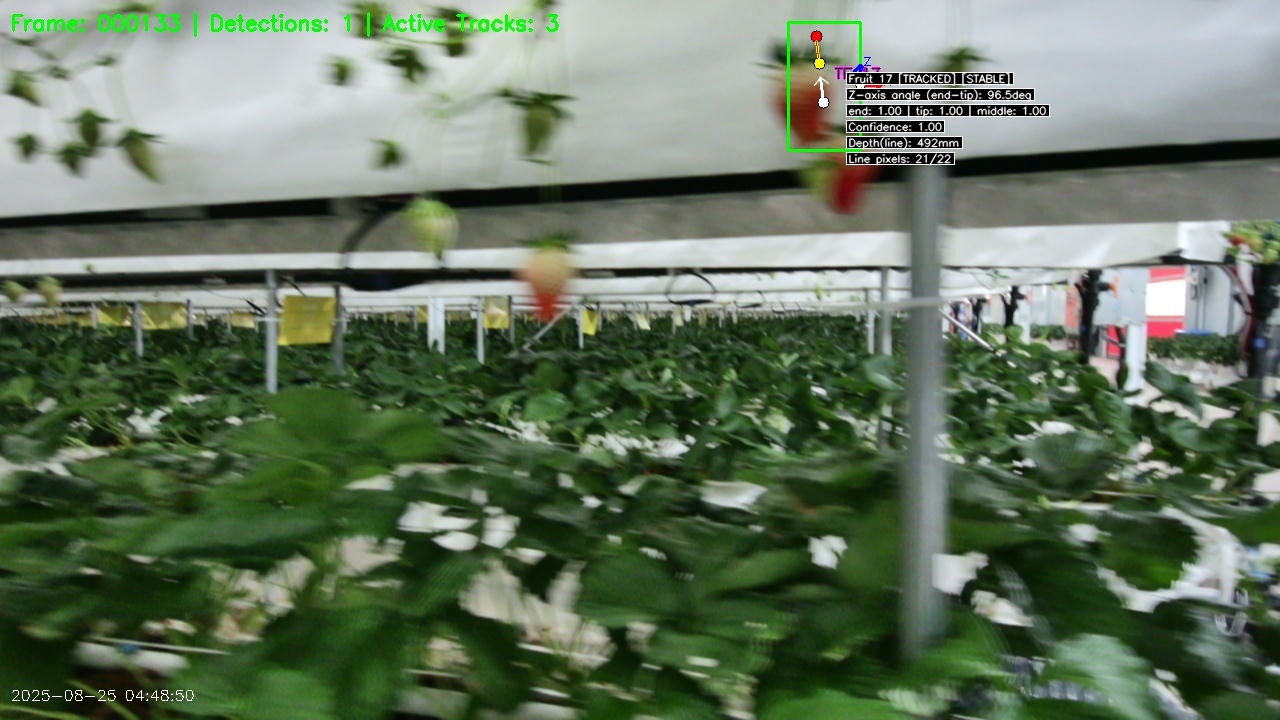 Frame: 000133 | Detections: 1 | Active Tracks: 3
Z
Fruit 17 [TRACKED] [STABLE]
Z-axis angle (end-tip): 96.5deg
end: 1.00 | tip: 1.00 | middle: 1.00
Confidence: 1.00
Depth(line): 492mm
Line pixels: 21/22
2025-08-25 04:48:50